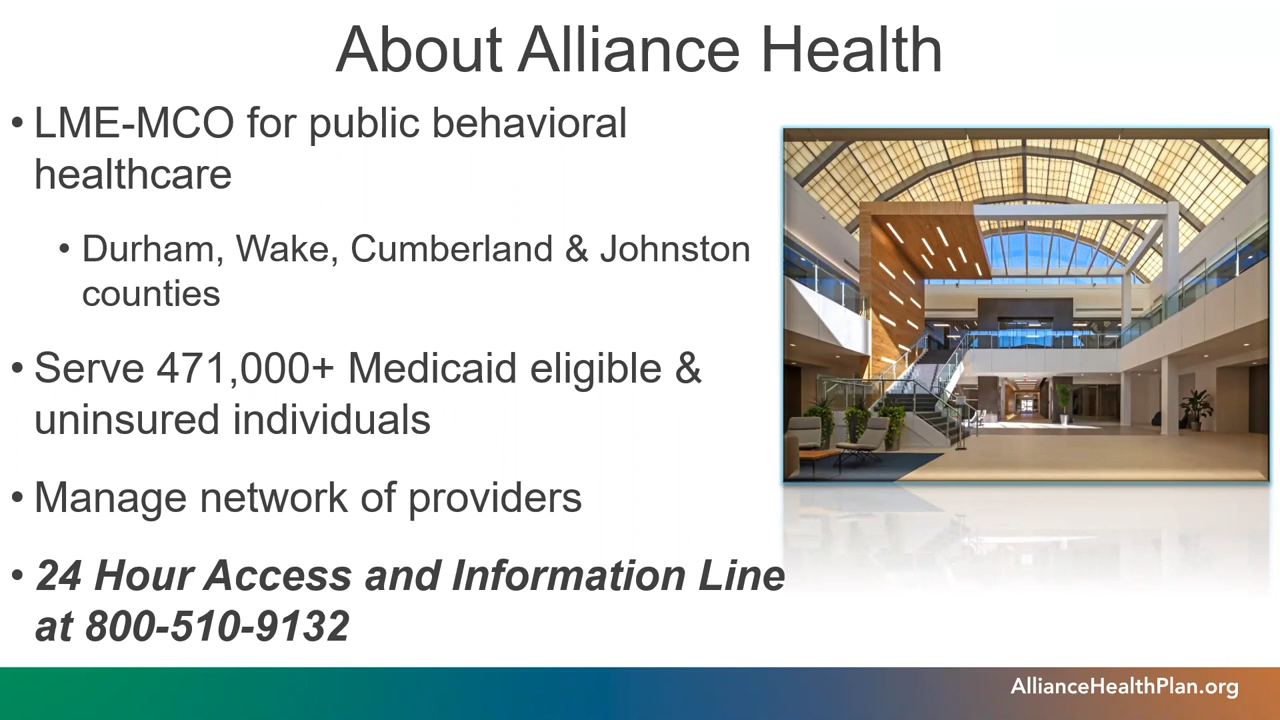 About Alliance Health
• LME-MCO for public behavioral
healthcare
• Durham, Wake, Cumberland & Johnston
counties
• Serve 471,000+ Medicaid eligible &
uninsured individuals
• Manage network of providers
• 24 Hour Access and Information Line
at 800-510-9132
AllianceHealthPlan.org